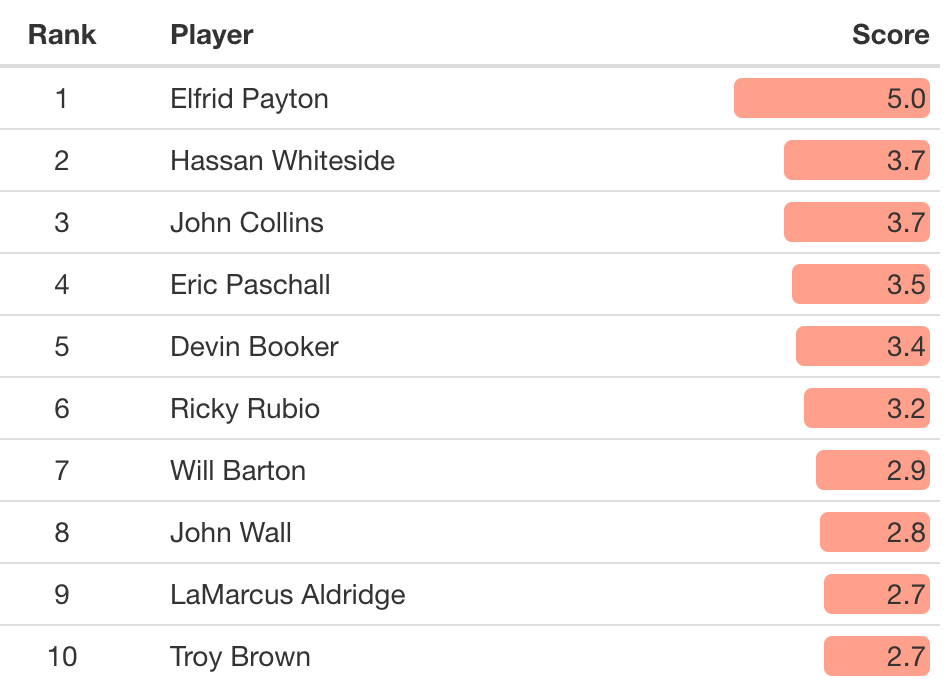 Rank Player Score
1 Elfrid Payton 5.0
2 Hassan Whiteside 3.7
3 John Collins 3.7
4 Eric Paschall 3.5
5 Devin Booker 3.4
6 Ricky Rubio 3.2
7 Will Barton 2.9
8 John Wall 2.8
9 LaMarcus Aldridge 2.7
10 Troy Brown 2.7